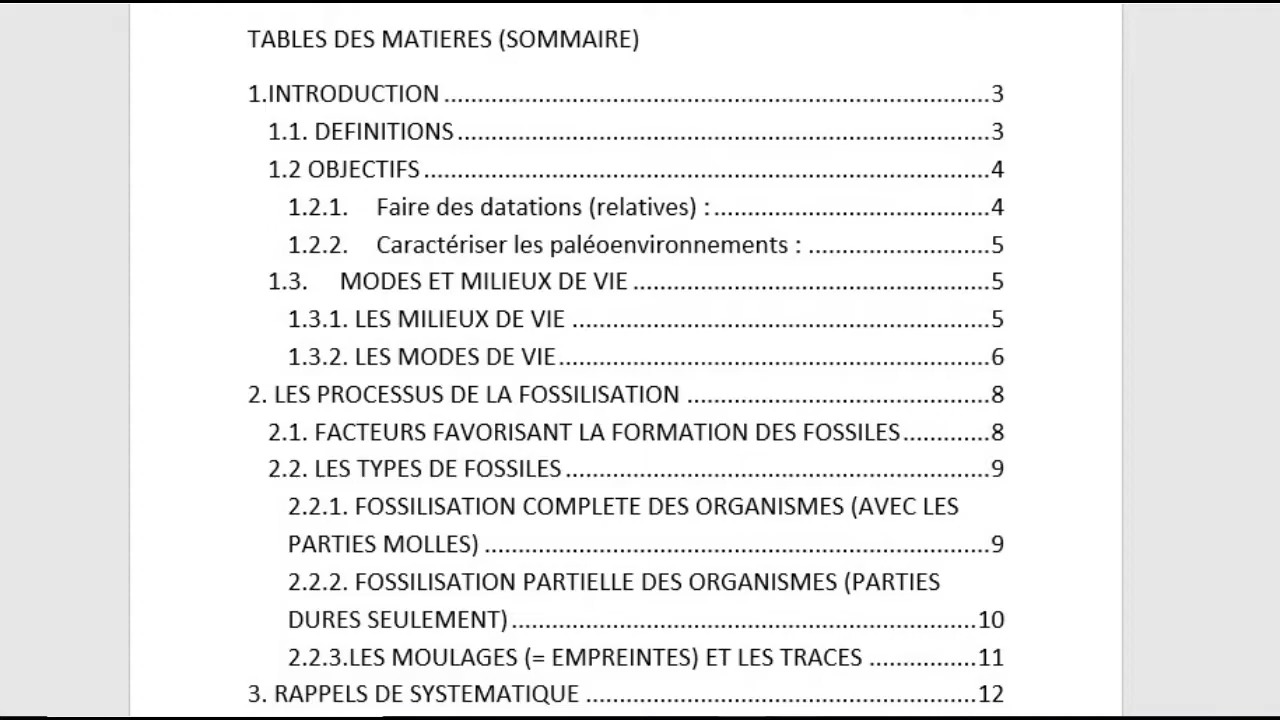 TABLES DES MATIERES (SOMMAIRE)
1.INTRODUCTION ........ 3
1.1. DEFINITIONS ........ 3
1.2 OBJECTIFS ........ 4
1.2.1. Faire des datations (relatives) : ........ 4
1.2.2. Caractériser les paléoenvironnements : ........ 5
1.3. MODES ET MILIEUX DE VIE ........ 5
1.3.1. LES MILIEUX DE VIE ........ 5
1.3.2. LES MODES DE VIE ........ 6
2. LES PROCESSUS DE LA FOSSILISATION ........ 8
2.1. FACTEURS FAVORISANT LA FORMATION DES FOSSILES ........ 8
2.2. LES TYPES DE FOSSILES ........ 9
2.2.1. FOSSILISATION COMPLETE DES ORGANISMES (AVEC LES
PARTIES MOLLES) ........ 9
2.2.2. FOSSILISATION PARTIELLE DES ORGANISMES (PARTIES
DURES SEULEMENT) ........ 10
2.2.3.LES MOULAGES (= EMPREINTES) ET LES TRACES ........ 11
3. RAPPELS DE SYSTEMATIQUE ........ 12